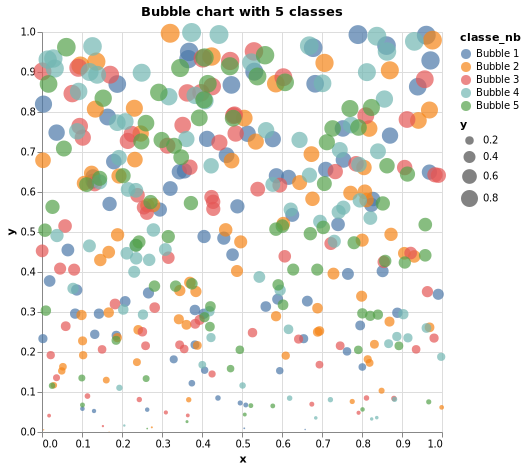 Bubble chart with 5 classes
1.0
0.9
0.8
0.7
0.6
0.5
0.4
0.3
0.2
0.1
0.0
y
0.0 0.1 0.2 0.3 0.4 0.5 0.6 0.7 0.8 0.9 1.0
x
classe_nb
Bubble 1
Bubble 2
Bubble 3
Bubble 4
Bubble 5
y
0.2
0.4
0.6
0.8